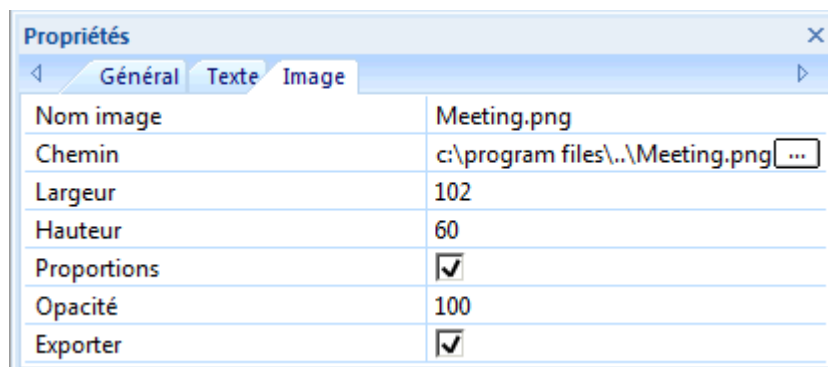 Propriétés
Général Texte Image
Nom image Meeting.png
Chemin c:\program files\..\Meeting.png ...
Largeur 102
Hauteur 60
Proportions
Opacité 100
Exporter